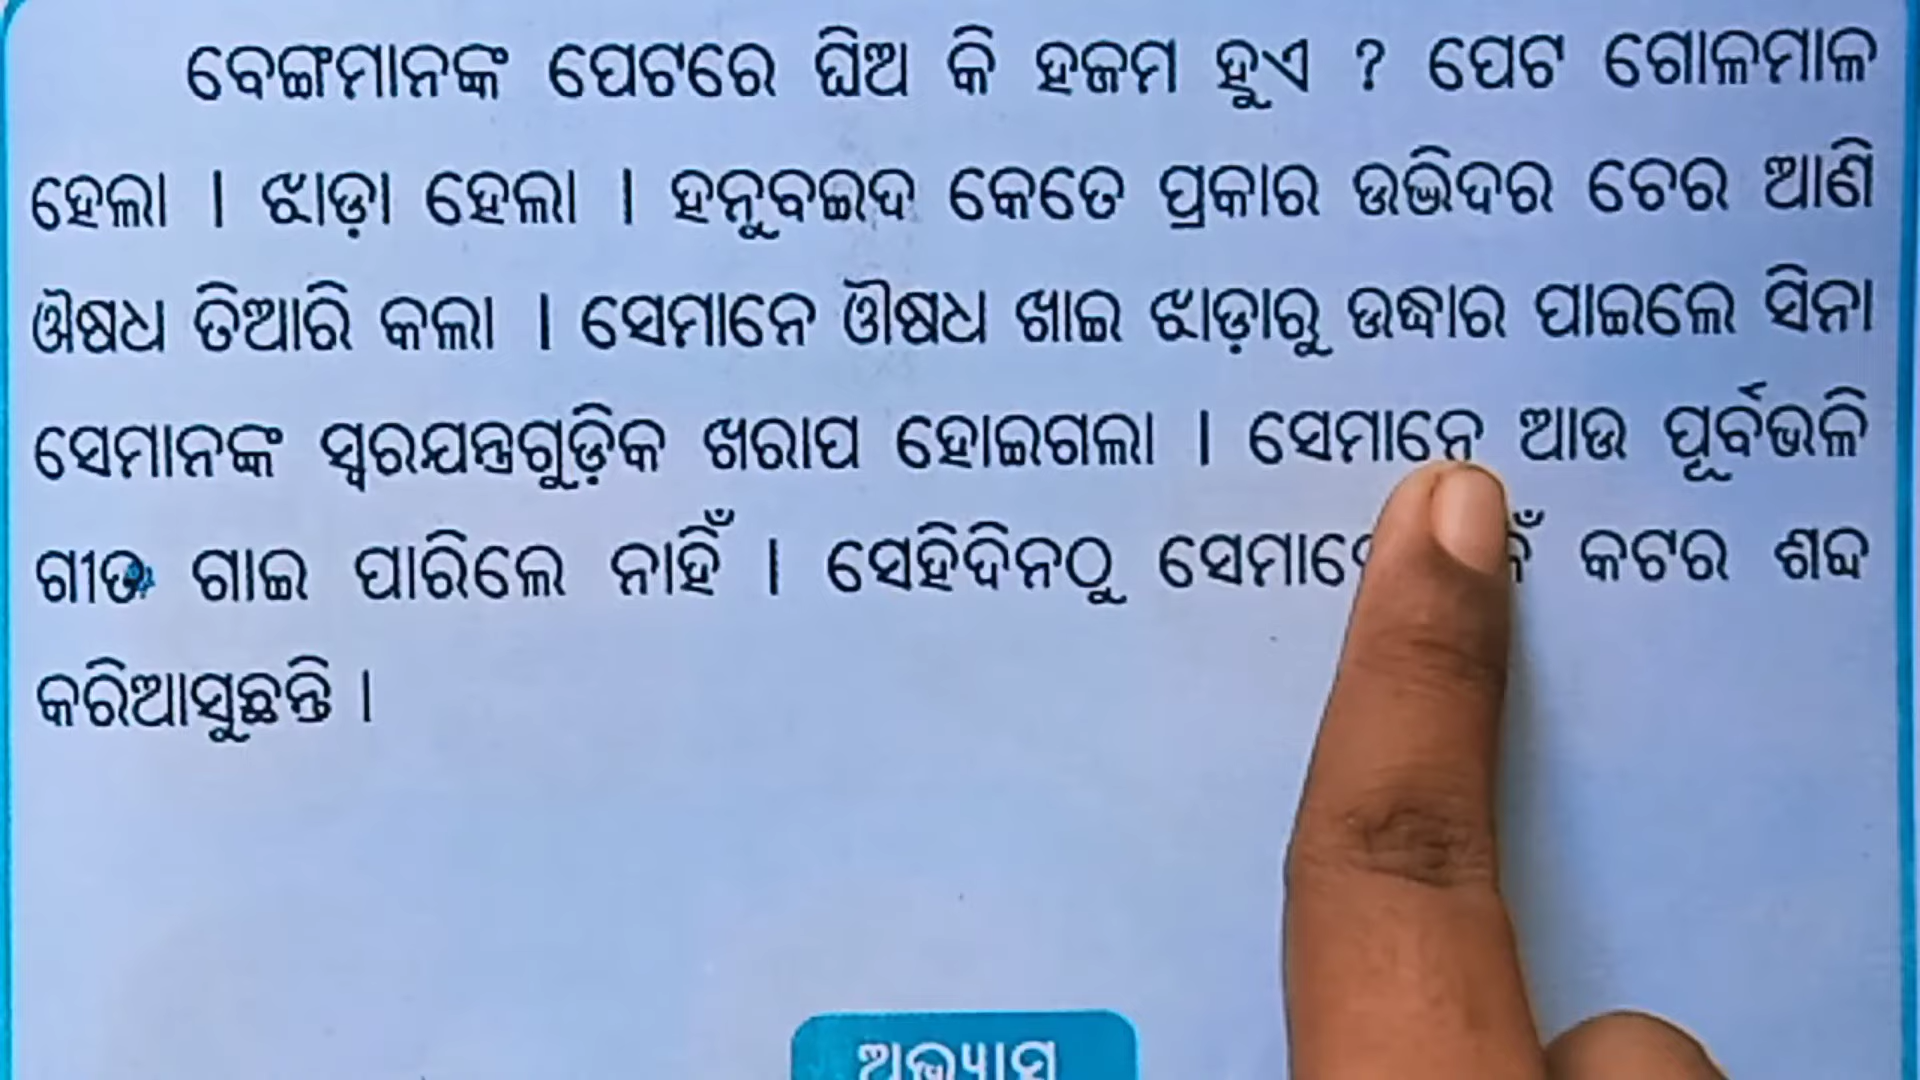 ବେଙ୍ଗମାନଙ୍କ ପେଟରେ ଘିଅ କି ହଜମ ହୁଏ ? ପେଟ ଗୋଳମାଳ
ହେଲା । ଝାଡ଼ା ହେଲା । ହନୁବଇଦ କେତେ ପ୍ରକାର ଉଦ୍ଭିଦର ଚେର ଆଣି
ଔଷଧ ତିଆରି କଲା । ସେମାନେ ଔଷଧ ଖାଇ ଝାଡ଼ାରୁ ଉଦ୍ଧାର ପାଇଲେ ସିନା
ସେମାନଙ୍କ ସ୍ୱରଯନ୍ତ୍ରଗୁଡ଼ିକ ଖରାପ ହୋଇଗଲା । ସେମାନେ ଆଉ ପୂର୍ବଭଳି
ଗୀତ ଗାଇ ପାରିଲେ ନାହିଁ । ସେହିଦିନଠୁ କଟର ଶବ୍ଦ
କରିଆସୁଛନ୍ତି ।
ଅଭ୍ୟାସ